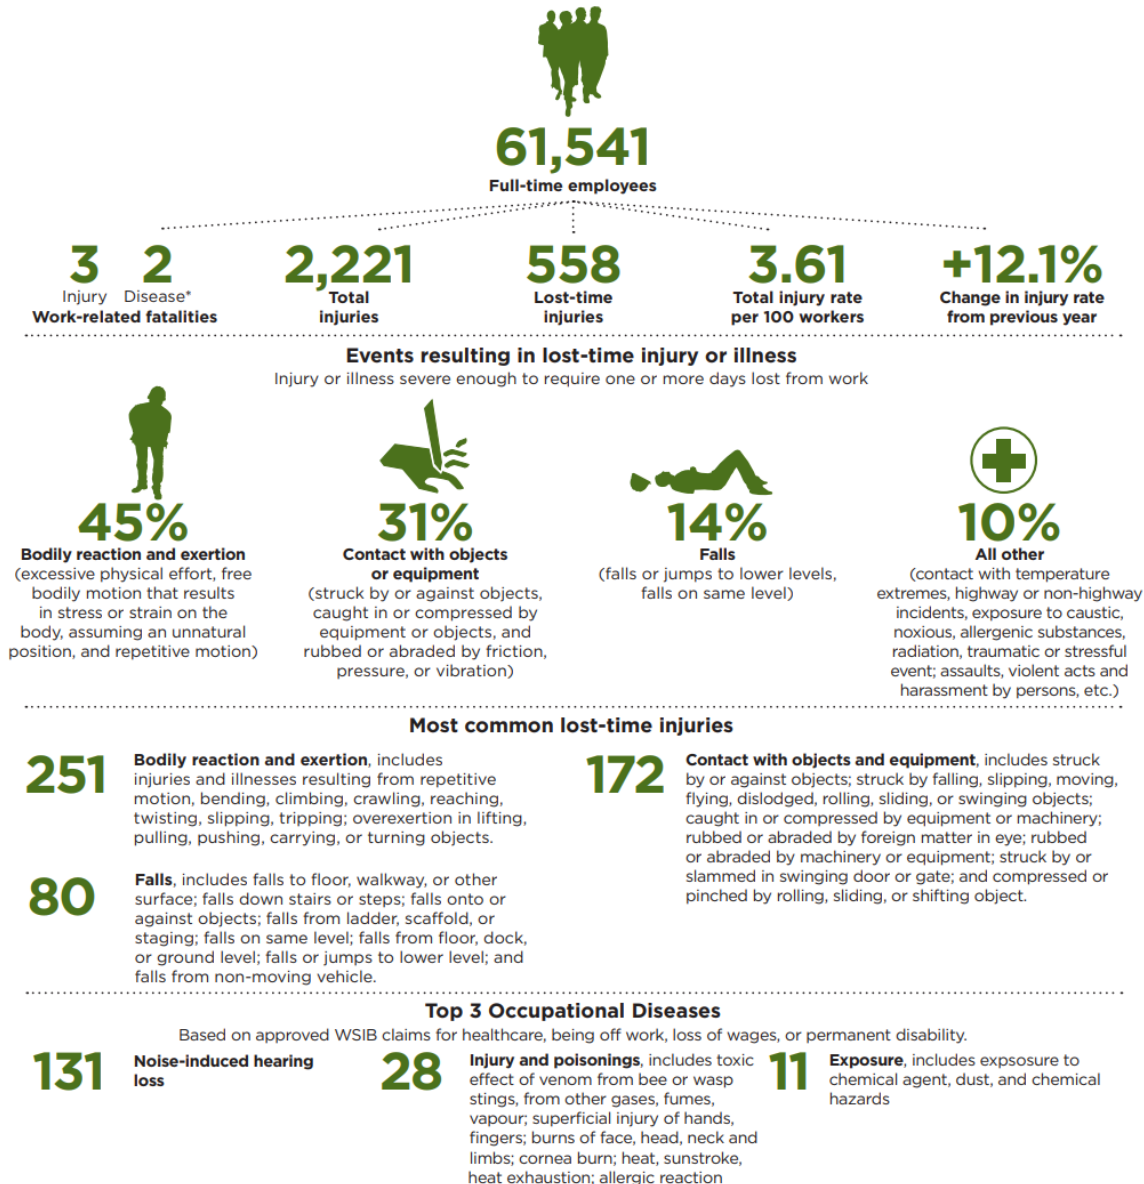 61,541
Full-time employees
3 2
Injury Disease*
Work-related fatalities
2,221
Total
injuries
558
Lost-time
injuries
3.61
Total injury rate
per 100 workers
+12.1%
Change in injury rate
from previous year
Events resulting in lost-time injury or illness
Injury or illness severe enough to require one or more days lost from work
45%
Bodily reaction and exertion
(excessive physical effort, free
bodily motion that results
in stress or strain on the
body, assuming an unnatural
position, and repetitive motion)
31%
Contact with objects
or equipment
(struck by or against objects,
caught in or compressed by
equipment or objects, and
rubbed or abraded by friction,
pressure, or vibration)
14%
Falls
(falls or jumps to lower levels,
falls on same level)
10%
All other
(contact with temperature
extremes, highway or non-highway
incidents, exposure to caustic,
noxious, allergenic substances,
radiation, traumatic or stressful
event; assaults, violent acts and
harassment by persons, etc.)
Most common lost-time injuries
251
Bodily reaction and exertion, includes
injuries and illnesses resulting from repetitive
motion, bending, climbing, crawling, reaching,
twisting, slipping, tripping; overexertion in lifting,
pulling, pushing, carrying, or turning objects.
80
Falls, includes falls to floor, walkway, or other
surface; falls down stairs or steps; falls onto or
against objects; falls from ladder, scaffold, or
staging; falls on same level; falls from floor, dock,
or ground level; falls or jumps to lower level; and
falls from non-moving vehicle.
172
Contact with objects and equipment, includes struck
by or against objects; struck by falling, slipping, moving,
flying, dislodged, rolling, sliding, or swinging objects;
caught in or compressed by equipment or machinery;
rubbed or abraded by foreign matter in eye; rubbed
or abraded by machinery or equipment; struck by or
slammed in swinging door or gate; and compressed or
pinched by rolling, sliding, or shifting object.
Top 3 Occupational Diseases
Based on approved WSIB claims for healthcare, being off work, loss of wages, or permanent disability.
131
Noise-induced hearing
loss
28
Injury and poisonings, includes toxic
effect of venom from bee or wasp
stings, from other gases, fumes,
vapour; superficial injury of hands,
fingers; burns of face, head, neck and
limbs; cornea burn; heat, sunstroke,
heat exhaustion; allergic reaction
11
Exposure, includes expsosure to
chemical agent, dust, and chemical
hazards